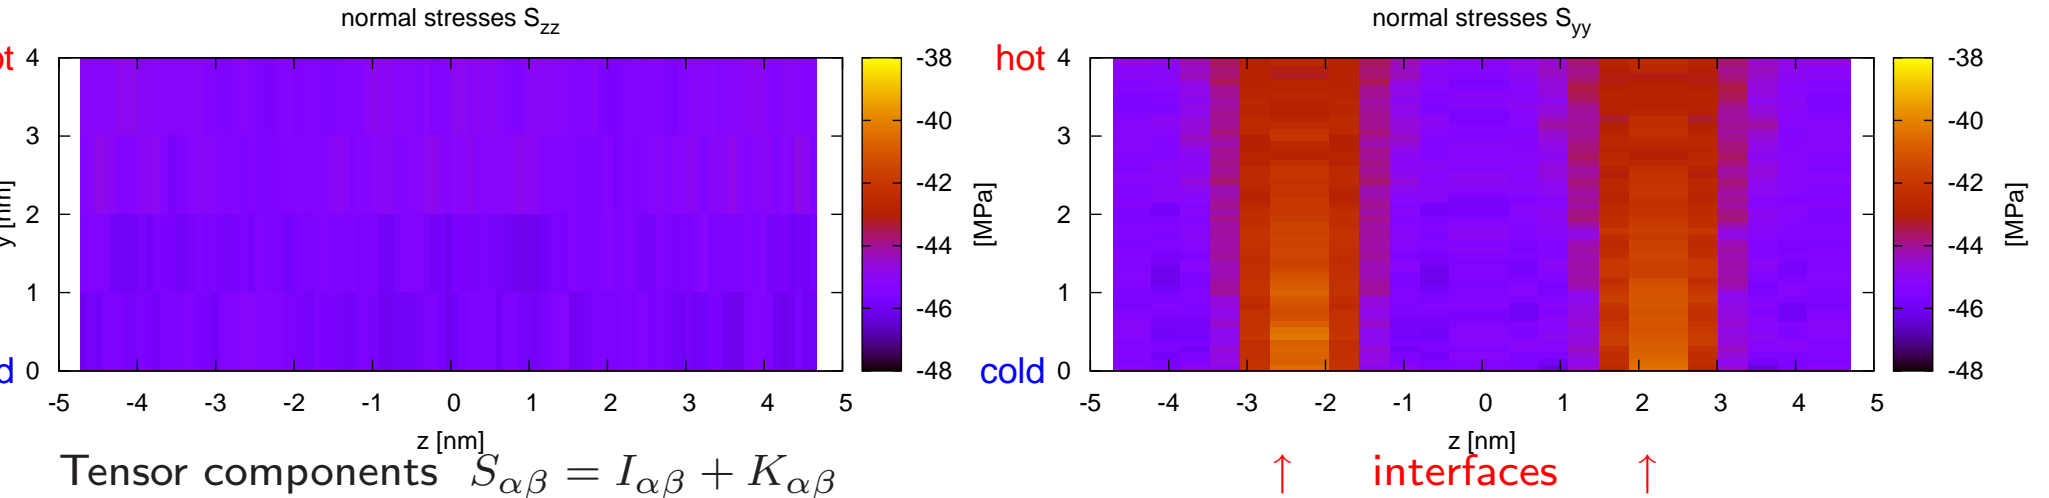 normal stresses S_zz
ot 4
3
2
1
d 0
y [nm]
-5 -4 -3 -2 -1 0 1 2 3 4 5
z [nm]
-38
-40
-42
-44
-46
-48
[MPa]
normal stresses S_yy
hot 4
3
2
1
cold 0
-5 -4 -3 -2 -1 0 1 2 3 4 5
z [nm]
-38
-40
-42
-44
-46
-48
[MPa]
Tensor components S_αβ = I_αβ + K_αβ
↑ interfaces ↑